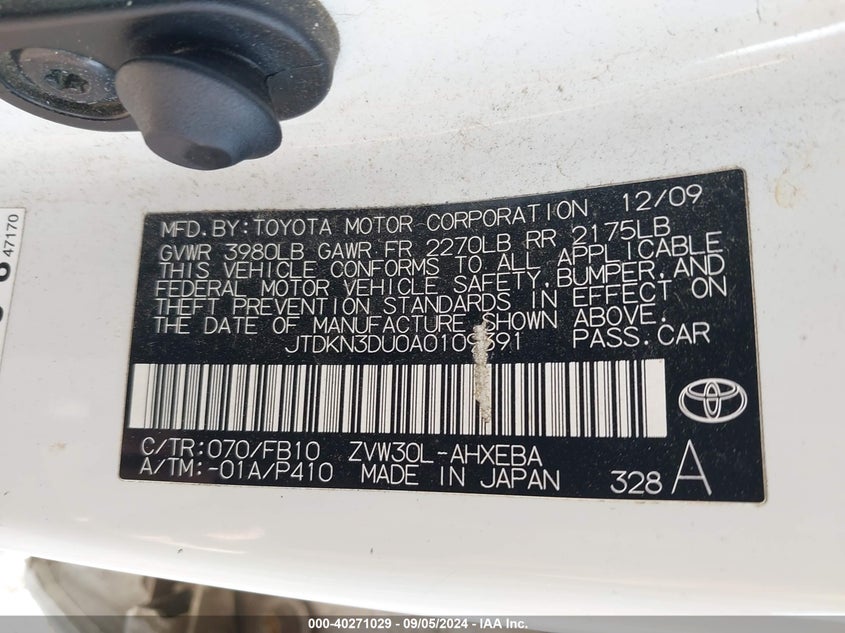 MFD.BY:TOYOTA MOTOR CORPORATION 12/09
GVWR 3980LB GAWR FR 2270LB RR 2175LB
THIS VEHICLE CONFORMS TO ALL APPLICABLE
FEDERAL MOTOR VEHICLE SAFETY,BUMPER,AND
THEFT PREVENTION STANDARDS IN EFFECT ON
THE DATE OF MANUFACTURE SHOWN ABOVE.
JTDKN3DU0A0109391 PASS.CAR
C/TR:070/FB10 ZVW30L-AHXEBA
A/TM:-01A/P410 MADE IN JAPAN 328 A
47170
000-40271029 - 09/05/2024 - IAA Inc.